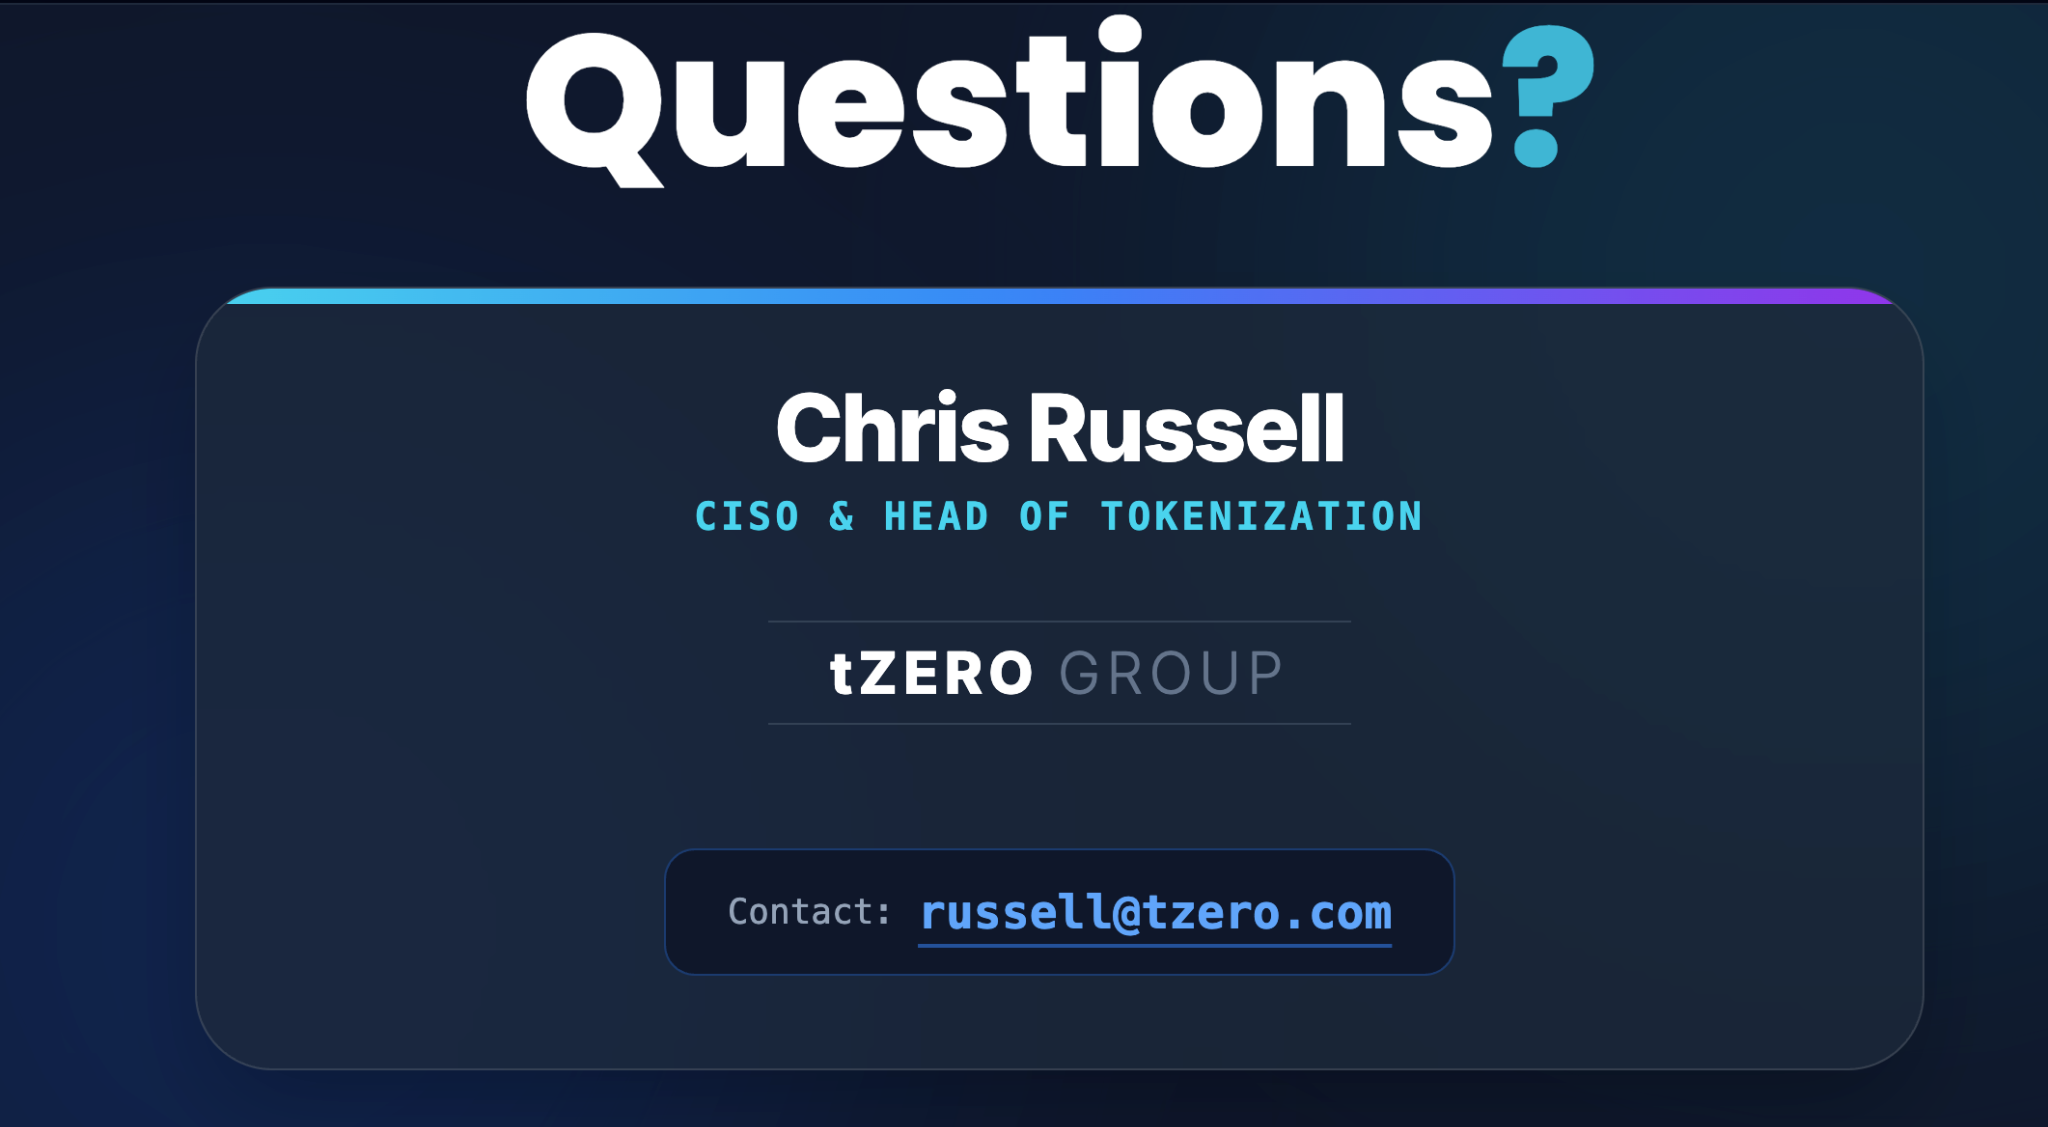 Questions?
Chris Russell
CISO & HEAD OF TOKENIZATION
tZERO GROUP
Contact: russell@tzero.com